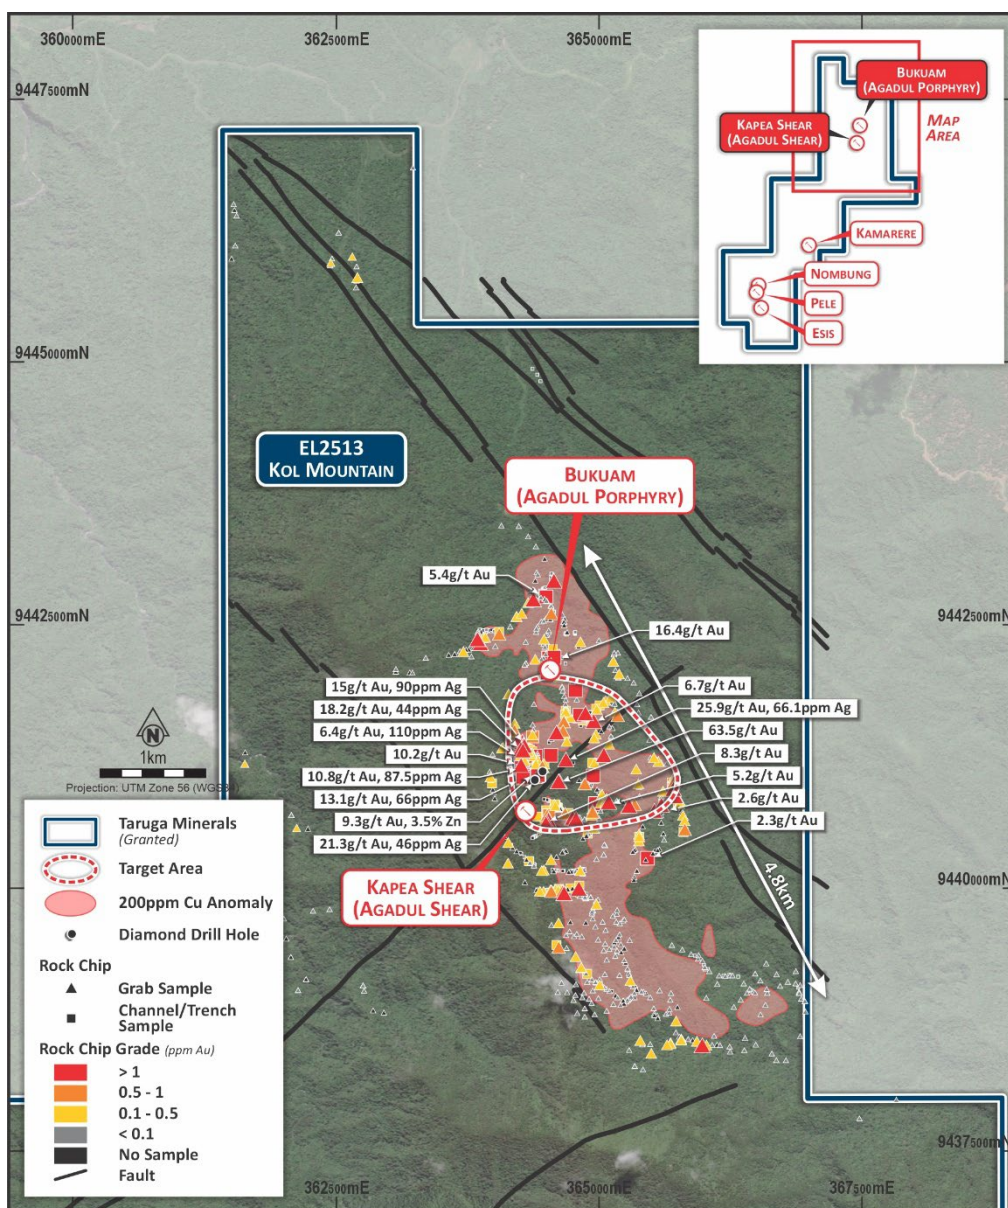 360000mE
362500mE
365000mE
9447500mN
BUKUAM
(AGADUL PORPHYRY)
KAPEA SHEAR
(AGADUL SHEAR)
MAP
AREA
KAMARERE
NOMBUNG
PELE
ESIS
9445000mN
EL2513
KOL MOUNTAIN
BUKUAM
(AGADUL PORPHYRY)
5.4g/t Au
9442500mN
9442500mN
16.4g/t Au
15g/t Au, 90ppm Ag
6.7g/t Au
18.2g/t Au, 44ppm Ag
25.9g/t Au, 66.1ppm Ag
6.4g/t Au, 110ppm Ag
63.5g/t Au
10.2g/t Au
8.3g/t Au
10.8g/t Au, 87.5ppm Ag
5.2g/t Au
13.1g/t Au, 66ppm Ag
2.6g/t Au
9.3g/t Au, 3.5% Zn
2.3g/t Au
21.3g/t Au, 46ppm Ag
N
1km
Projection: UTM Zone 56 (WGS84
KAPEA SHEAR
(AGADUL SHEAR)
4.8km
9440000mN
Taruga Minerals
(Granted)
Target Area
200ppm Cu Anomaly
Diamond Drill Hole
Rock Chip
Grab Sample
Channel/Trench
Sample
Rock Chip Grade (ppm Au)
> 1
0.5 - 1
0.1 - 0.5
< 0.1
No Sample
Fault
9437500mN
362500mE
365000mE
367500mE